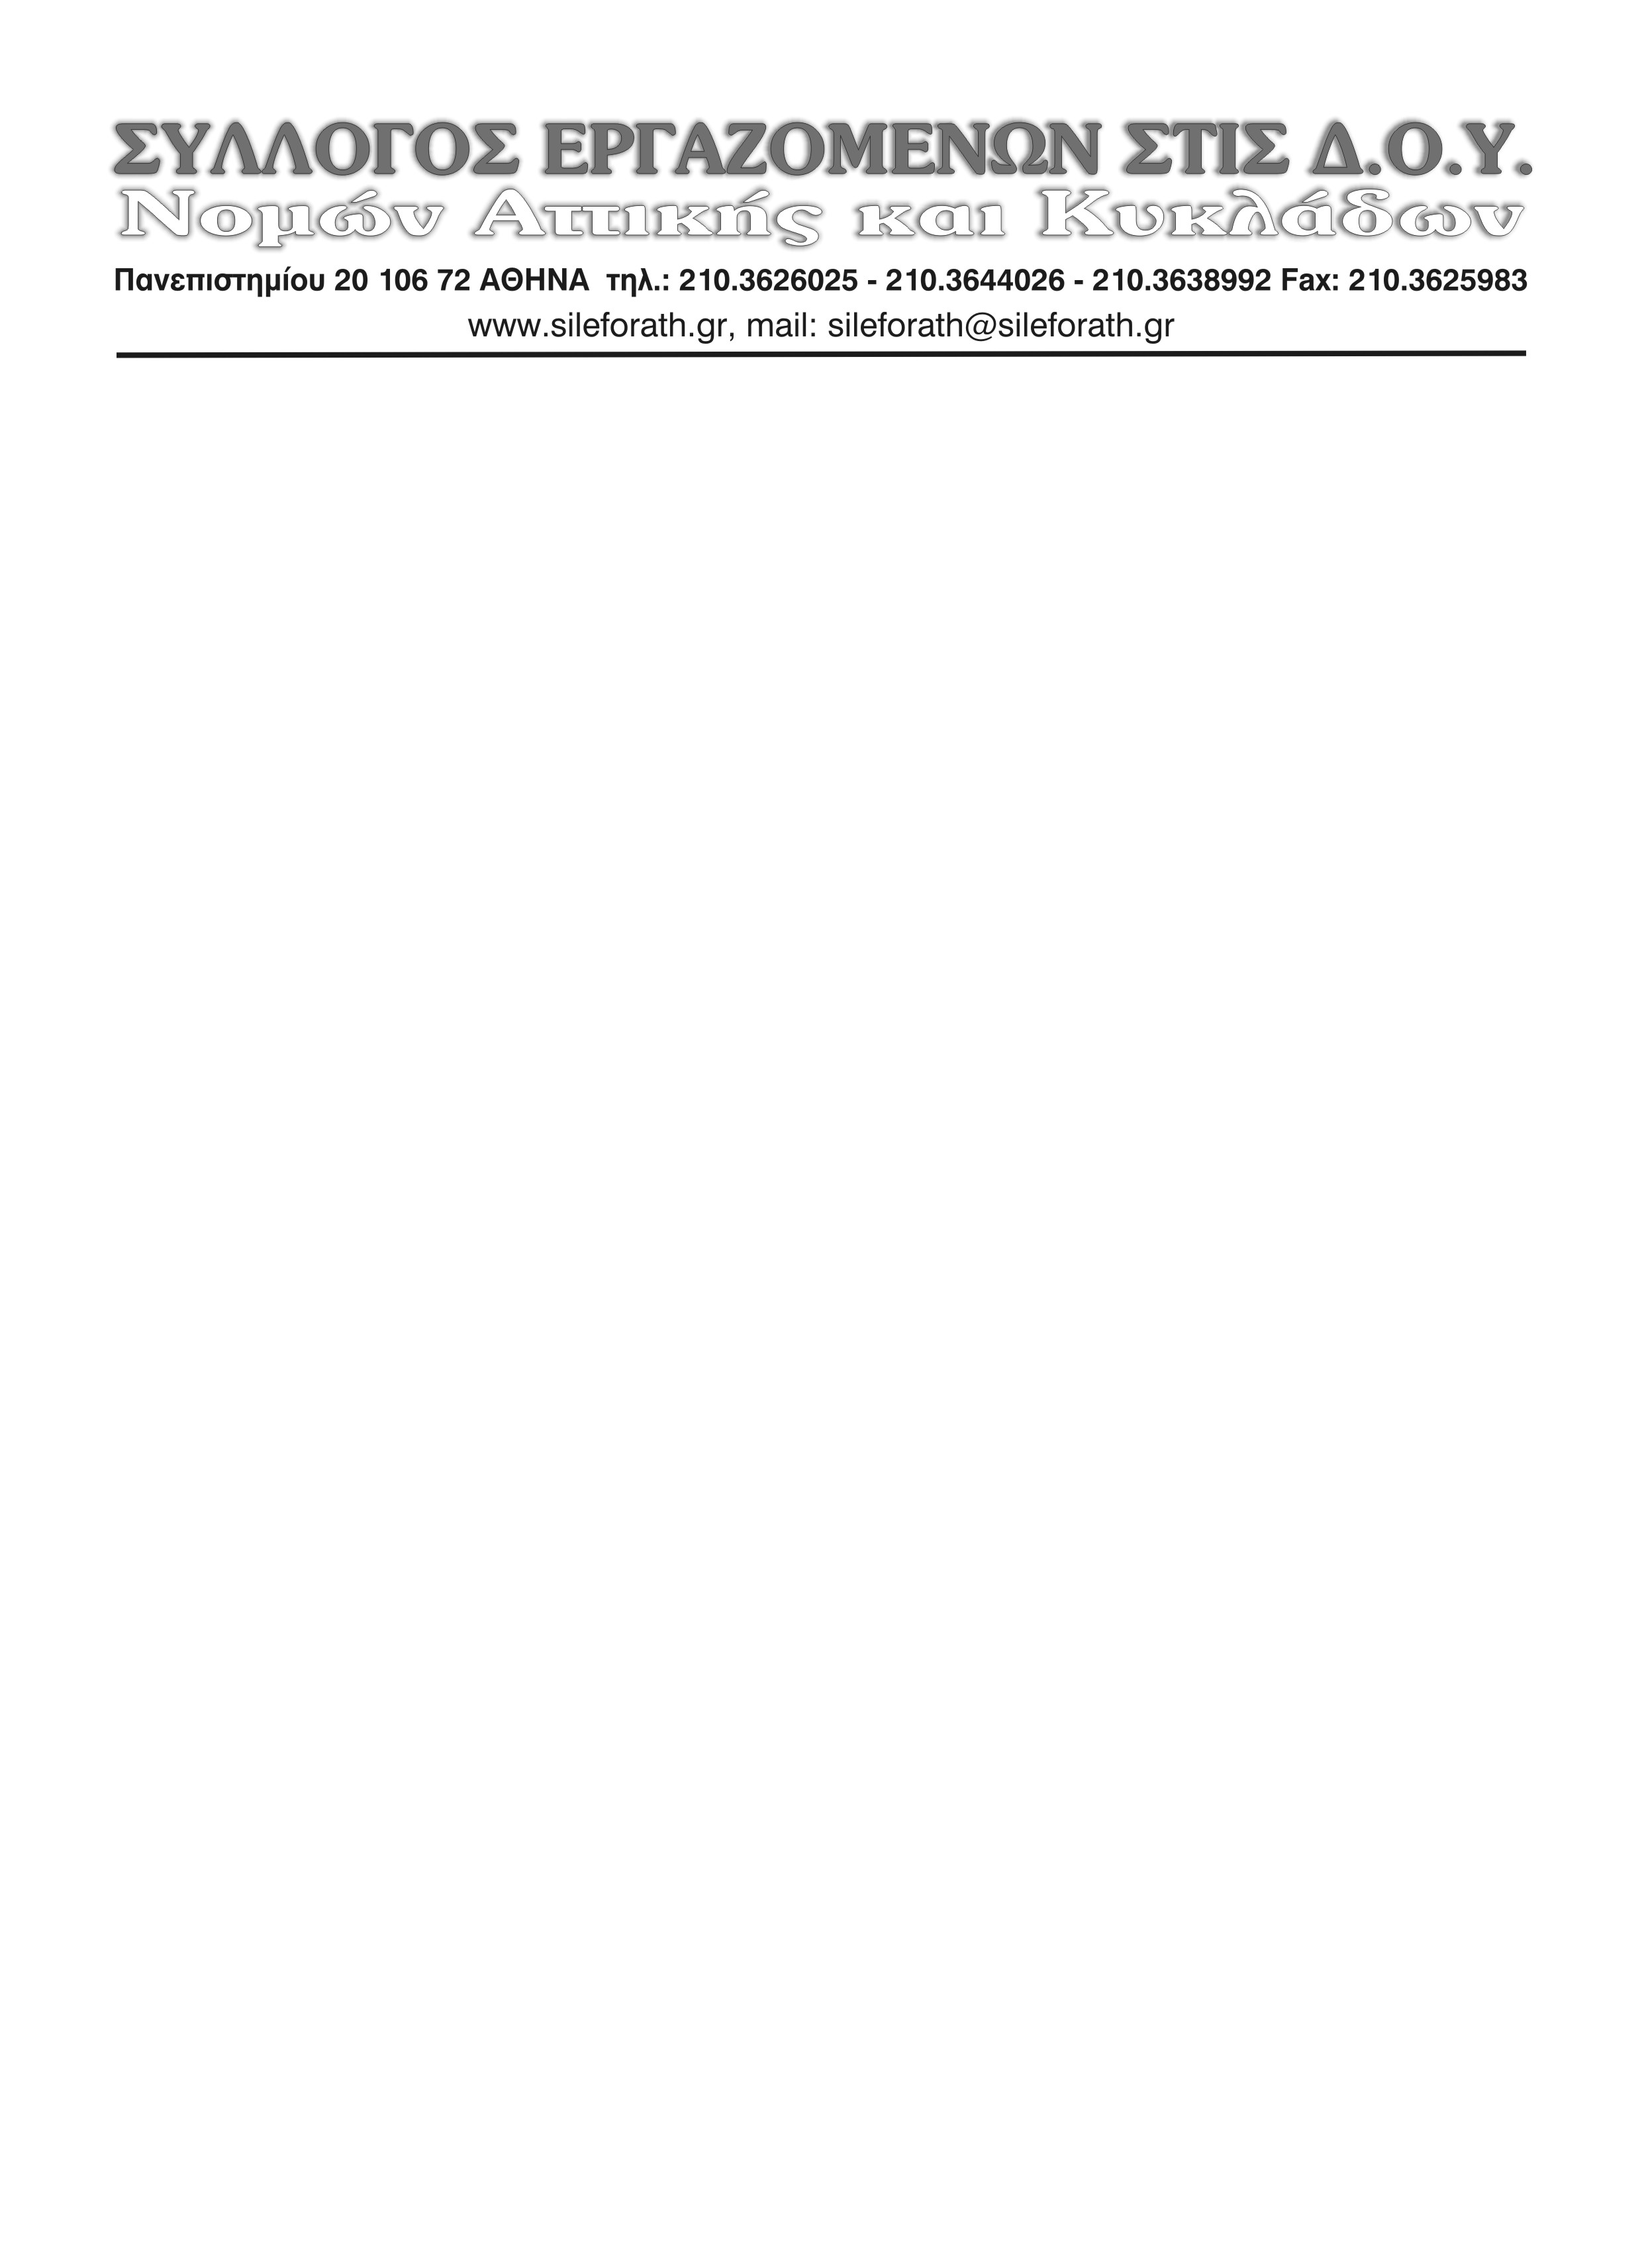 ΣΥΛΛΟΓΟΣ ΕΡΓΑΖΟΜΕΝΩΝ ΣΤΙΣ Δ.Ο.Υ.
Νομών Αττικής και Κυκλάδων
Πανεπιστημίου 20 106 72 ΑΘΗΝΑ τηλ.: 210.3626025 - 210.3644026 - 210.3638992 Fax: 210.3625983
www.sileforath.gr, mail: sileforath@sileforath.gr